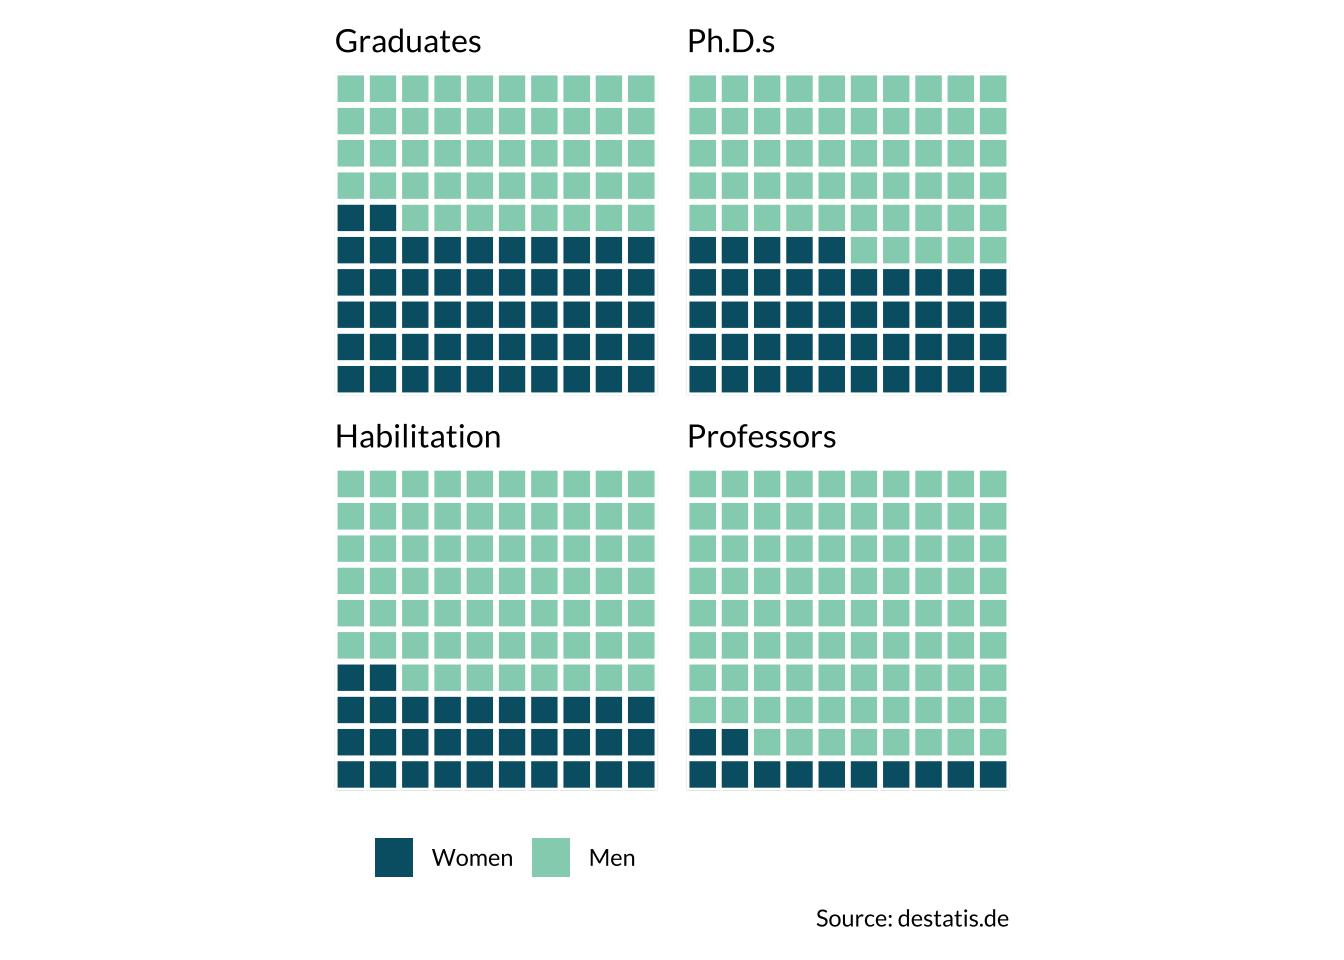 Graduates
Ph.D.s
Habilitation
Professors
Women
Men
Source: destatis.de